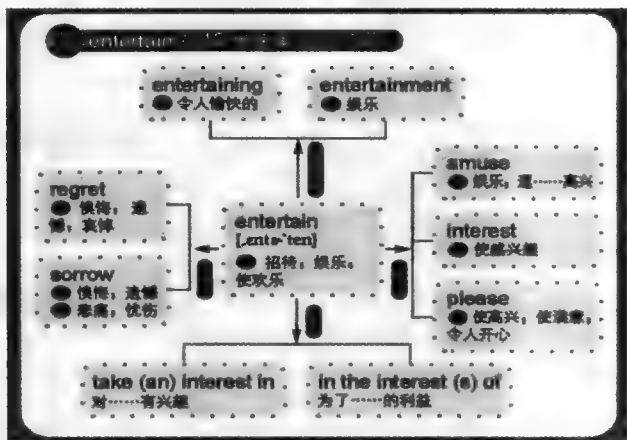 entertain
entertaining
令人愉快的
entertainment
娱乐
regret
懊悔; 遗
憾; 哀悼
sorrow
懊悔, 遗憾
悲痛, 忧伤
entertain
[,entə'ten]
招待, 娱乐,
使欢乐
amuse
娱乐, 逗……高兴
interest
使感兴趣
please
使高兴, 使满意,
令人开心
take (an) interest in
对……有兴趣
in the interest (s) of
为了……的利益